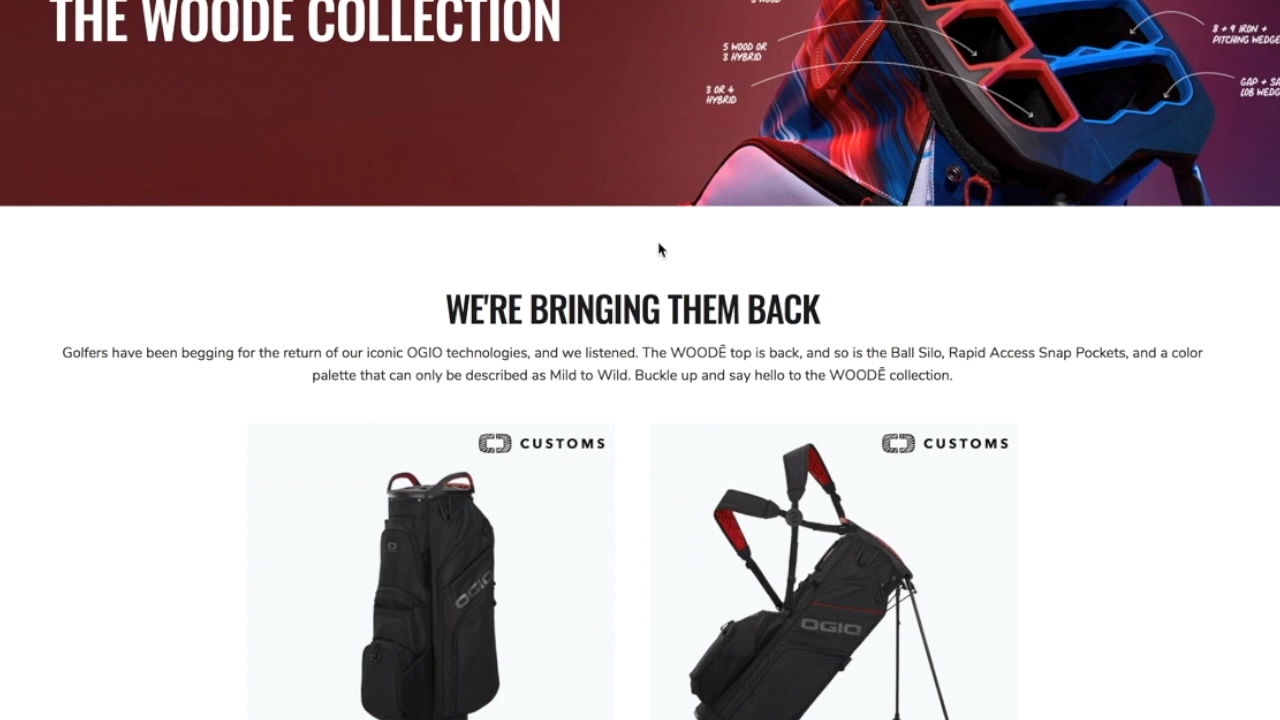 THE WOODĒ COLLECTION
5 WOOD OR
3 HYBRID
3 OR 4
HYBRID
8 + 9 IRON +
PITCHING WEDGE
GAP +
WE'RE BRINGING THEM BACK
Golfers have been begging for the return of our iconic OGIO technologies, and we listened. The WOODĒ top is back, and so is the Ball Silo, Rapid Access Snap Pockets, and a color
palette that can only be described as Mild to Wild. Buckle up and say hello to the WOODĒ collection.
CUSTOMS
CUSTOMS
OGIO
OGIO